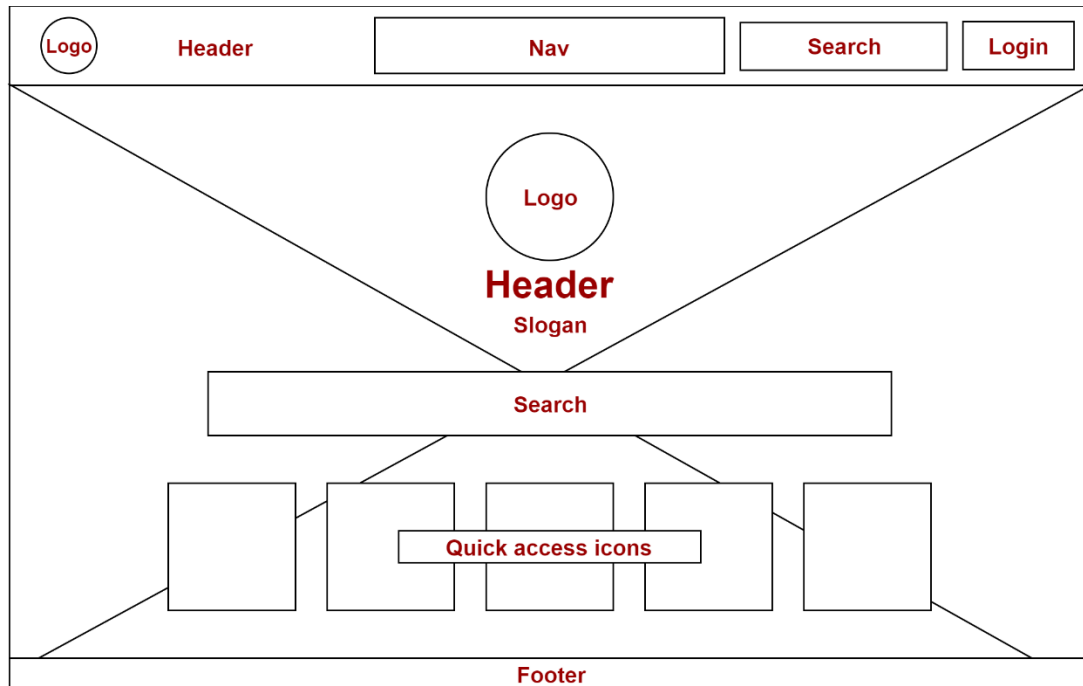 Logo
Header
Nav
Search
Login
Logo
Header
Slogan
Search
Quick access icons
Footer